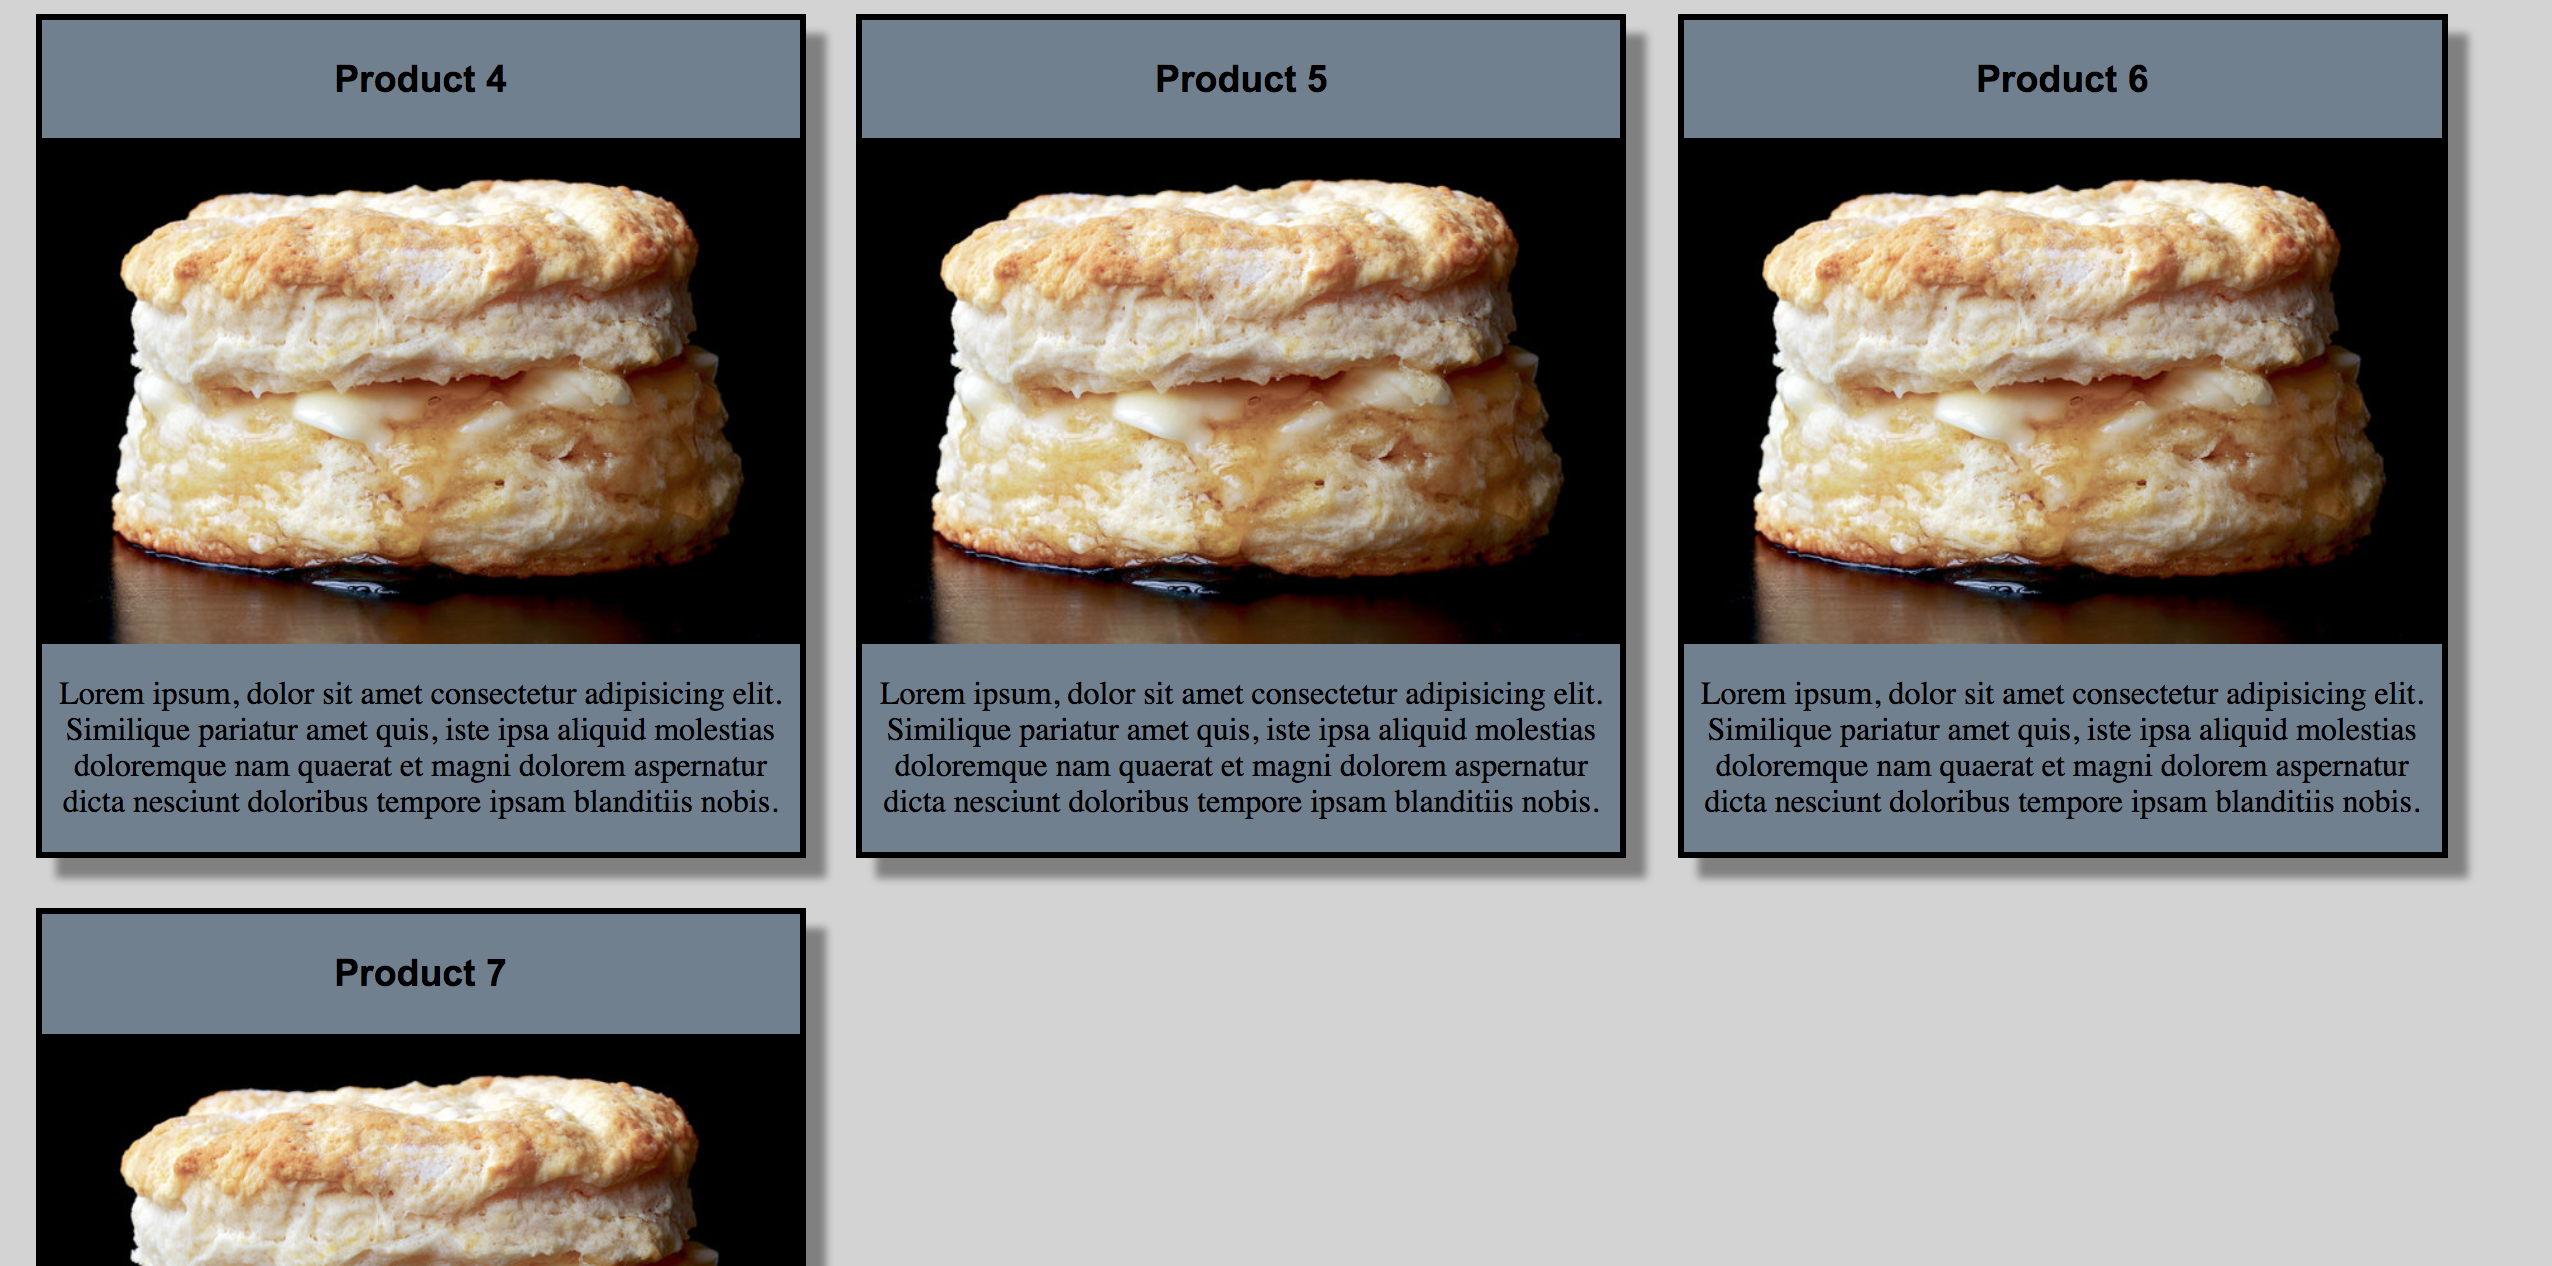 Product 4
Lorem ipsum, dolor sit amet consectetur adipisicing elit.
Similique pariatur amet quis, iste ipsa aliquid molestias
doloremque nam quaerat et magni dolorem aspernatur
dicta nesciunt doloribus tempore ipsam blanditiis nobis.
Product 5
Lorem ipsum, dolor sit amet consectetur adipisicing elit.
Similique pariatur amet quis, iste ipsa aliquid molestias
doloremque nam quaerat et magni dolorem aspernatur
dicta nesciunt doloribus tempore ipsam blanditiis nobis.
Product 6
Lorem ipsum, dolor sit amet consectetur adipisicing elit.
Similique pariatur amet quis, iste ipsa aliquid molestias
doloremque nam quaerat et magni dolorem aspernatur
dicta nesciunt doloribus tempore ipsam blanditiis nobis.
Product 7